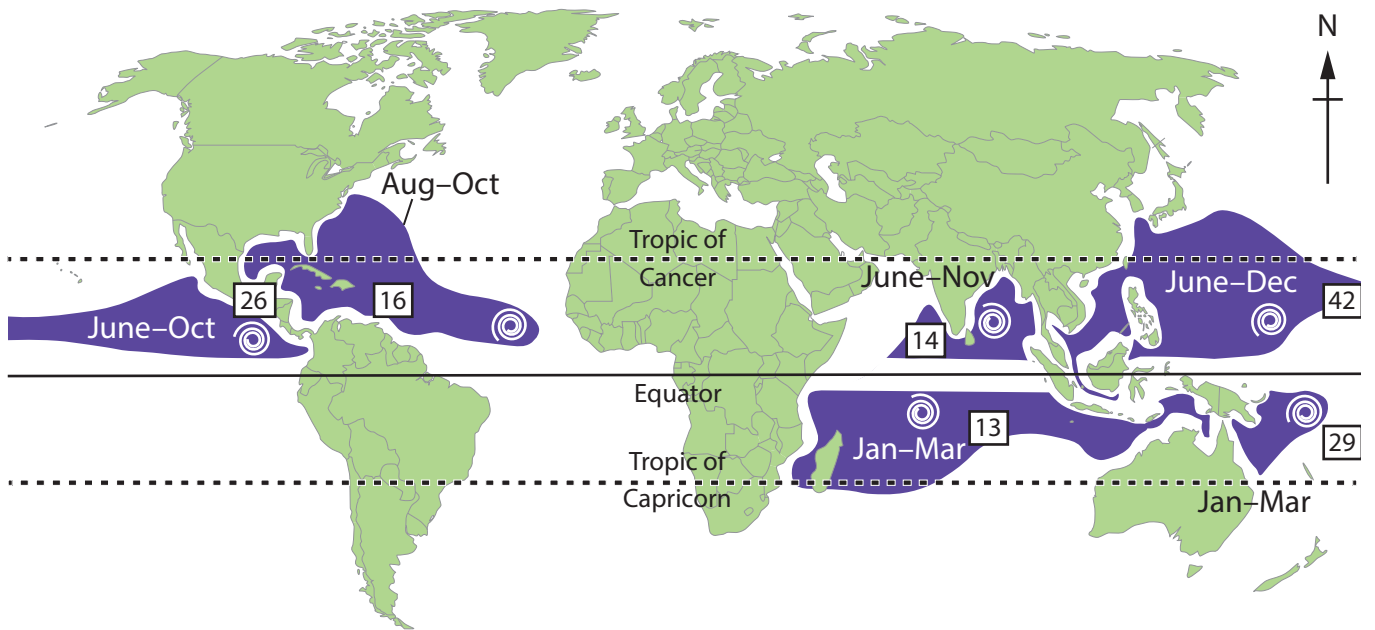 N
Aug–Oct
Tropic of
Cancer
June–Nov
June–Dec
26
16
42
June–Oct
14
Equator
13
Jan–Mar
29
Tropic of
Capricorn
Jan–Mar